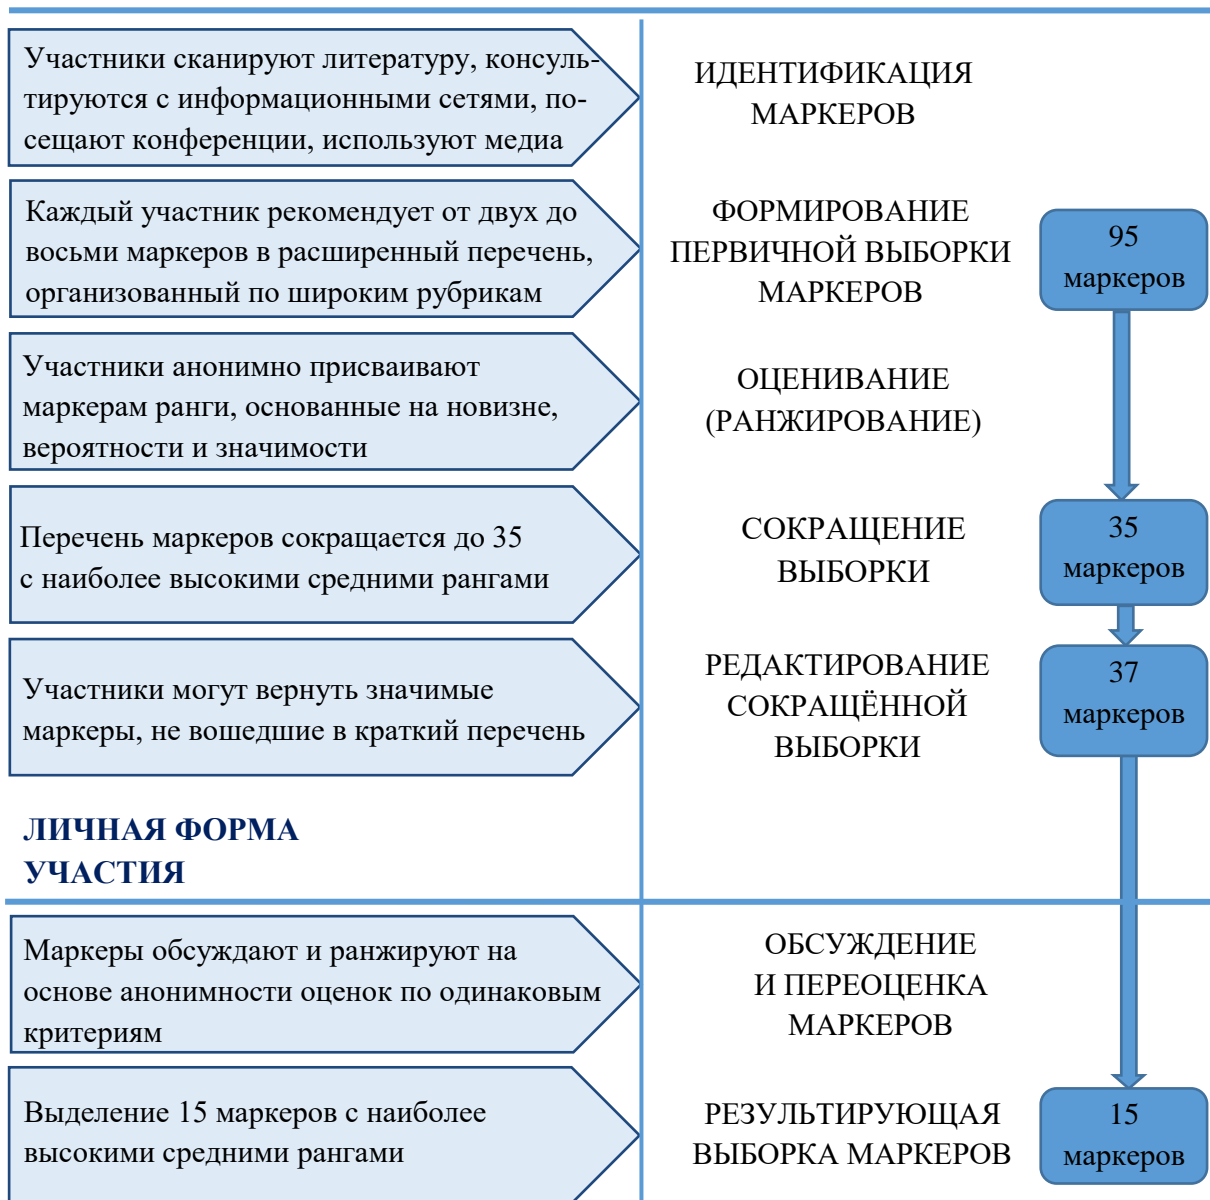 Участники сканируют литературу, консуль-
тируются с информационными сетями, по-
сещают конференции, используют медиа
ИДЕНТИФИКАЦИЯ
МАРКЕРОВ
Каждый участник рекомендует от двух до
восьми маркеров в расширенный перечень,
организованный по широким рубрикам
ФОРМИРОВАНИЕ
ПЕРВИЧНОЙ ВЫБОРКИ
МАРКЕРОВ
95
маркеров
Участники анонимно присваивают
маркерам ранги, основанные на новизне,
вероятности и значимости
ОЦЕНИВАНИЕ
(РАНЖИРОВАНИЕ)
Перечень маркеров сокращается до 35
с наиболее высокими средними рангами
СОКРАЩЕНИЕ
ВЫБОРКИ
35
маркеров
Участники могут вернуть значимые
маркеры, не вошедшие в краткий перечень
РЕДАКТИРОВАНИЕ
СОКРАЩЁННОЙ
ВЫБОРКИ
37
маркеров
ЛИЧНАЯ ФОРМА
УЧАСТИЯ
Маркеры обсуждают и ранжируют на
основе анонимности оценок по одинаковым
критериям
ОБСУЖДЕНИЕ
И ПЕРЕОЦЕНКА
МАРКЕРОВ
Выделение 15 маркеров с наиболее
высокими средними рангами
РЕЗУЛЬТИРУЮЩАЯ
ВЫБОРКА МАРКЕРОВ
15
маркеров